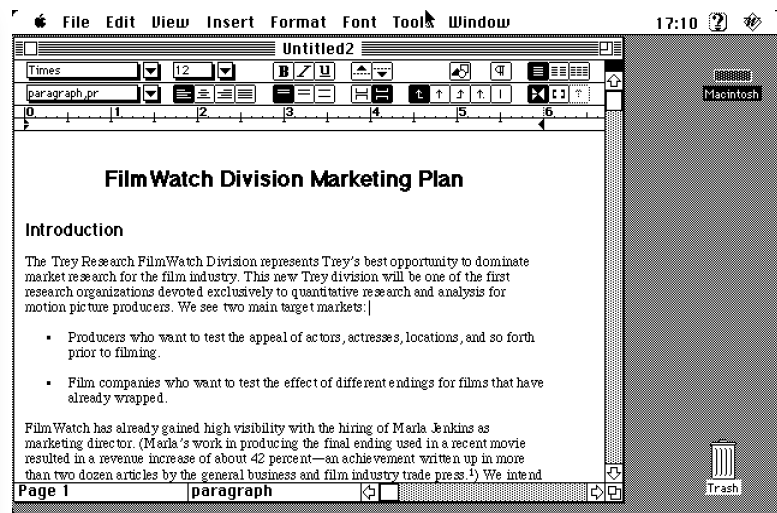 File Edit View Insert Format Font Tools Window 17:10
Untitled2
Times 12 B I U
paragraph,pr
0 1 2 3 4 5 6
Macintosh
FilmWatch Division Marketing Plan
Introduction
The Trey Research FilmWatch Division represents Trey's best opportunity to dominate
market research for the film industry. This new Trey division will be one of the first
research organizations devoted exclusively to quantitative research and analysis for
motion picture producers. We see two main target markets:
• Producers who want to test the appeal of actors, actresses, locations, and so forth
prior to filming.
• Film companies who want to test the effect of different endings for films that have
already wrapped.
FilmWatch has already gained high visibility with the hiring of Marla Jenkins as
marketing director. (Marla's work in producing the final ending used in a recent movie
resulted in a revenue increase of about 42 percent—an achievement written up in more
than two dozen articles by the general business and film industry trade press.¹) We intend
Page 1 paragraph
Trash